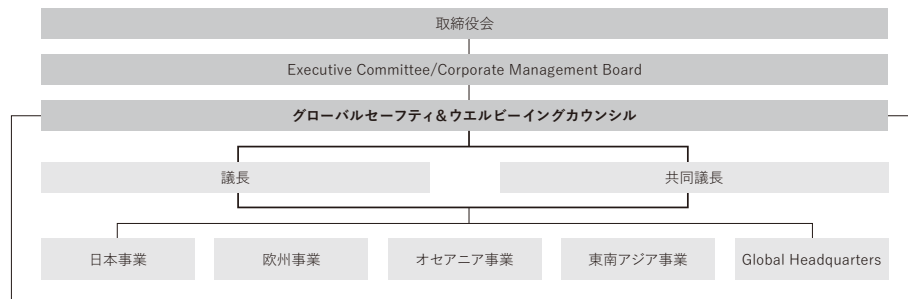 取締役会
Executive Committee/Corporate Management Board
グローバルセーフティ&ウエルビーイングカウンシル
議長
共同議長
日本事業
欧州事業
オセアニア事業
東南アジア事業
Global Headquarters